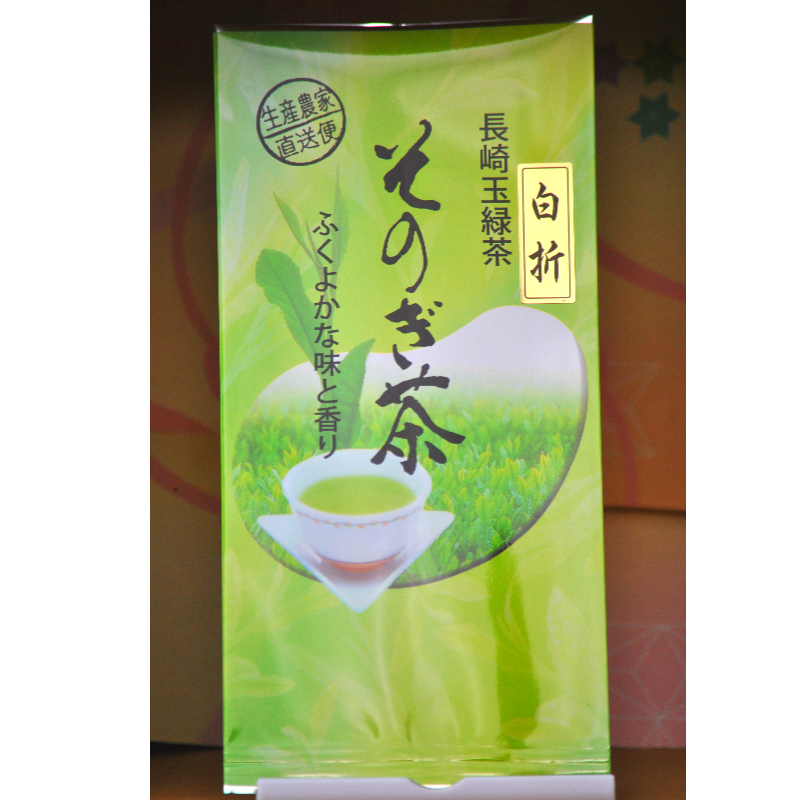 白折
長崎玉緑茶
そのぎ茶
ふくよかな味と香り
生産農家
直送便